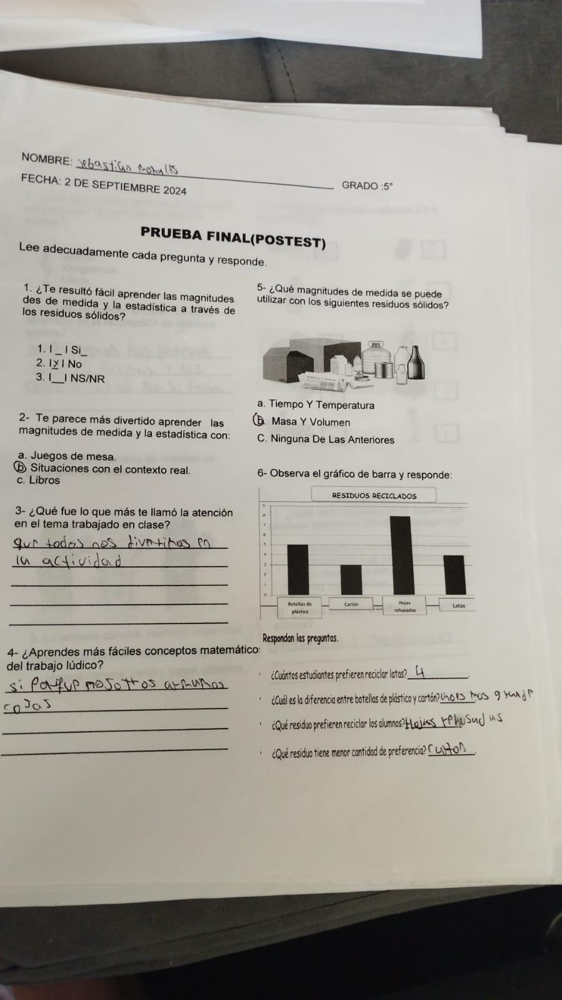 NOMBRE: Sebastian morales
FECHA: 2 DE SEPTIEMBRE 2024
GRADO :5°
PRUEBA FINAL(POSTEST)
Lee adecuadamente cada pregunta y responde.
1. ¿Te resultó fácil aprender las magnitudes
des de medida y la estadística a través de
los residuos sólidos?
1. I __ I Si__
2. I x I No
3. I__I NS/NR
2- Te parece más divertido aprender las
magnitudes de medida y la estadística con:
a. Juegos de mesa.
b Situaciones con el contexto real.
c. Libros
3- ¿Qué fue lo que más te llamó la atención
en el tema trabajado en clase?
que todos nos divertimos en
la actividad
4- ¿Aprendes más fáciles conceptos matemático:
del trabajo lúdico?
si porque nosottos
cojas
5- ¿Qué magnitudes de medida se puede
utilizar con los siguientes residuos sólidos?
a. Tiempo Y Temperatura
b Masa Y Volumen
C. Ninguna De Las Anteriores
6- Observa el gráfico de barra y responde:
RESIDUOS RECICLADOS
7
6
5
4
3
2
1
0
Botellas de
plástico
Cartón
Hojas
rehusadas
Latas
Respondan las preguntas.
¿Cuántos estudiantes prefieren reciclar latas? 4
¿Cuál es la diferencia entre botellas de plástico y cartón? uno es mas grande
¿Qué residuo prefieren reciclar los alumnos? Hojas rehusadas
¿Qué residuo tiene menor cantidad de preferencia? carton